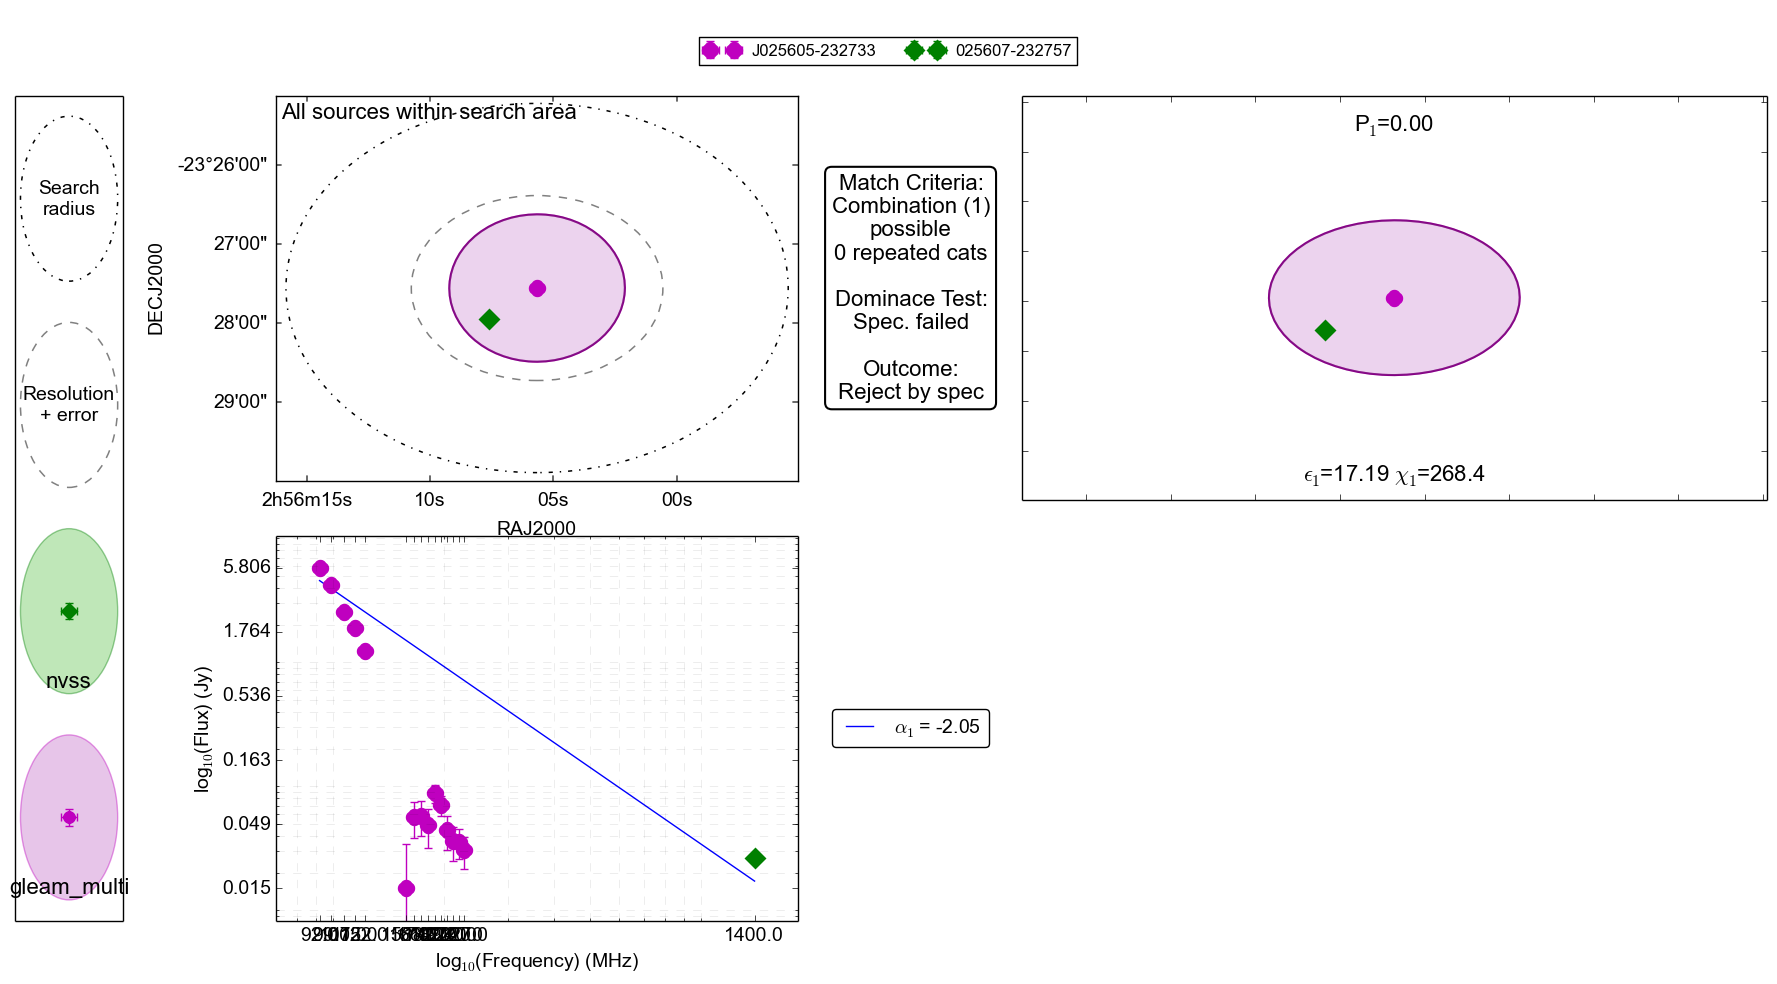 J025605-232733 025607-232757
Search
radius
Resolution
+ error
nvss
gleam_multi
All sources within search area
DECJ2000
-23°26'00"
27'00"
28'00"
29'00"
2h56m15s 10s 05s 00s
RAJ2000
Match Criteria:
Combination (1)
possible
0 repeated cats
Dominace Test:
Spec. failed
Outcome:
Reject by spec
P1=0.00
ϵ1=17.19 χ1=268.4
log10(Flux) (Jy)
5.806
1.764
0.536
0.163
0.049
0.015
1400.0
log10(Frequency) (MHz)
α1 = -2.05